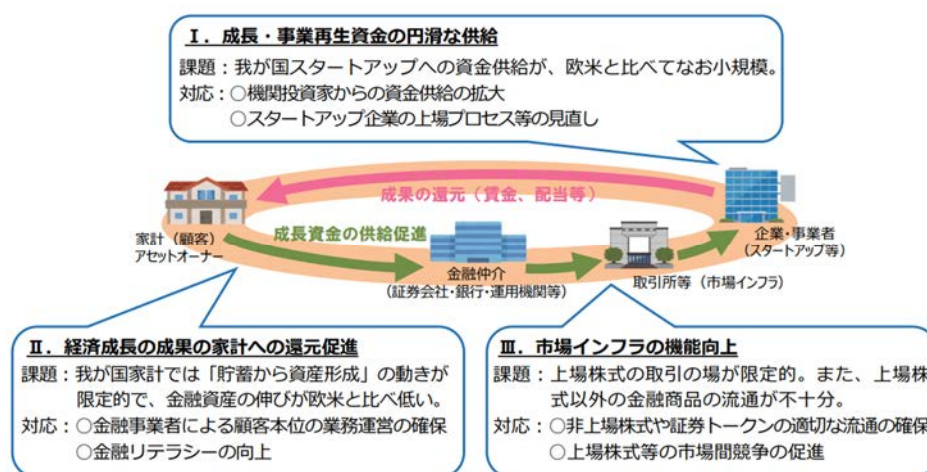 Ⅰ．成長・事業再生資金の円滑な供給
課題：我が国スタートアップへの資金供給が、欧米と比べてなお小規模。
対応：○機関投資家からの資金供給の拡大
○スタートアップ企業の上場プロセス等の見直し
成果の還元（賃金、配当等）
家計（顧客）
アセットオーナー
成長資金の供給促進
金融仲介
（証券会社・銀行・運用機関等）
取引所等（市場インフラ）
企業・事業者
（スタートアップ等）
Ⅱ．経済成長の成果の家計への還元促進
課題：我が国家計では「貯蓄から資産形成」の動きが
限定的で、金融資産の伸びが欧米と比べ低い。
対応：○金融事業者による顧客本位の業務運営の確保
○金融リテラシーの向上
Ⅲ．市場インフラの機能向上
課題：上場株式の取引の場が限定的。また、上場株
式以外の金融商品の流通が不十分。
対応：○非上場株式や証券トークンの適切な流通の確保
○上場株式等の市場間競争の促進